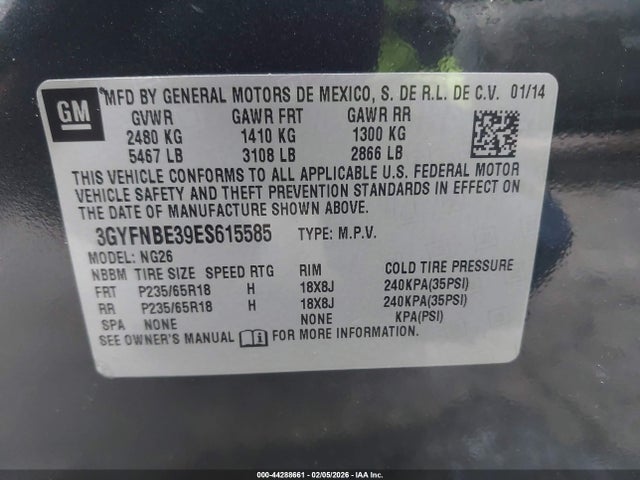 GM
MFD BY GENERAL MOTORS DE MEXICO, S. DE R.L. DE C.V. 01/14
GVWR GAWR FRT GAWR RR
2480 KG 1410 KG 1300 KG
5467 LB 3108 LB 2866 LB
THIS VEHICLE CONFORMS TO ALL APPLICABLE U.S. FEDERAL MOTOR
VEHICLE SAFETY AND THEFT PREVENTION STANDARDS IN EFFECT ON
THE DATE OF MANUFACTURE SHOWN ABOVE.
3GYFNBE39ES615585 TYPE: M.P.V.
MODEL: NG26
NBBM TIRE SIZE SPEED RTG RIM COLD TIRE PRESSURE
FRT P235/65R18 H 18X8J 240KPA(35PSI)
RR P235/65R18 H 18X8J 240KPA(35PSI)
SPA NONE NONE KPA(PSI)
SEE OWNER'S MANUAL FOR MORE INFORMATION.
000-44288661 - 02/05/2026 - IAA Inc.